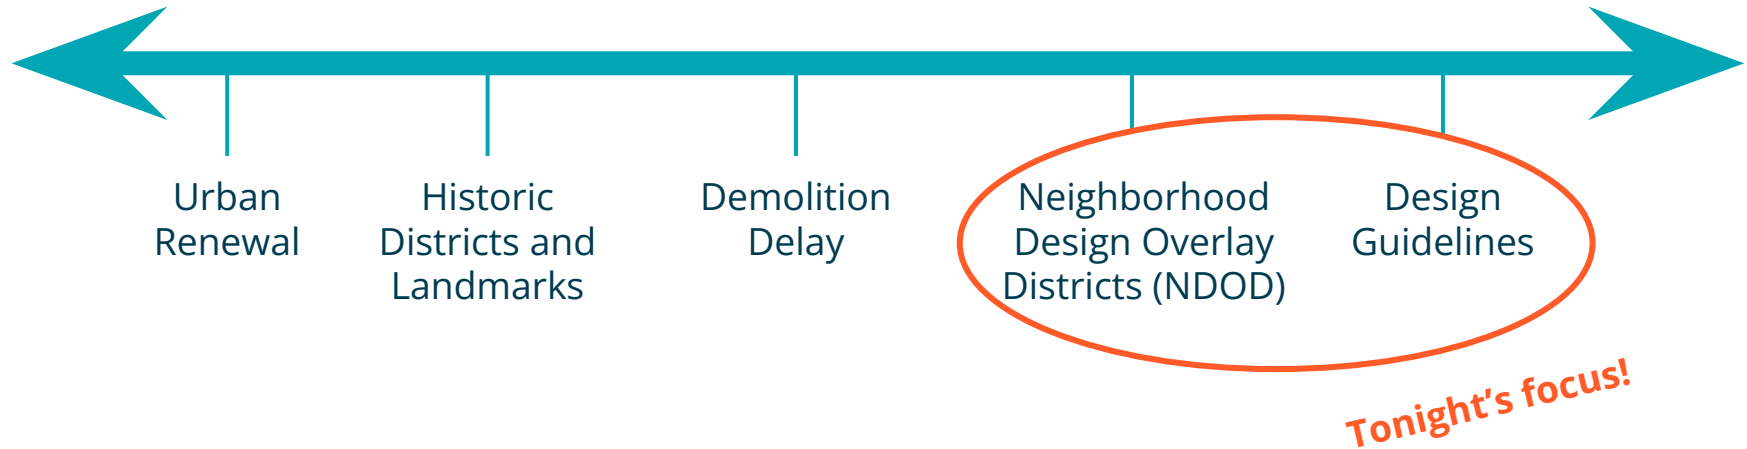 Urban
Renewal
Historic
Districts and
Landmarks
Demolition
Delay
Neighborhood
Design Overlay
Districts (NDOD)
Design
Guidelines
Tonight’s focus!